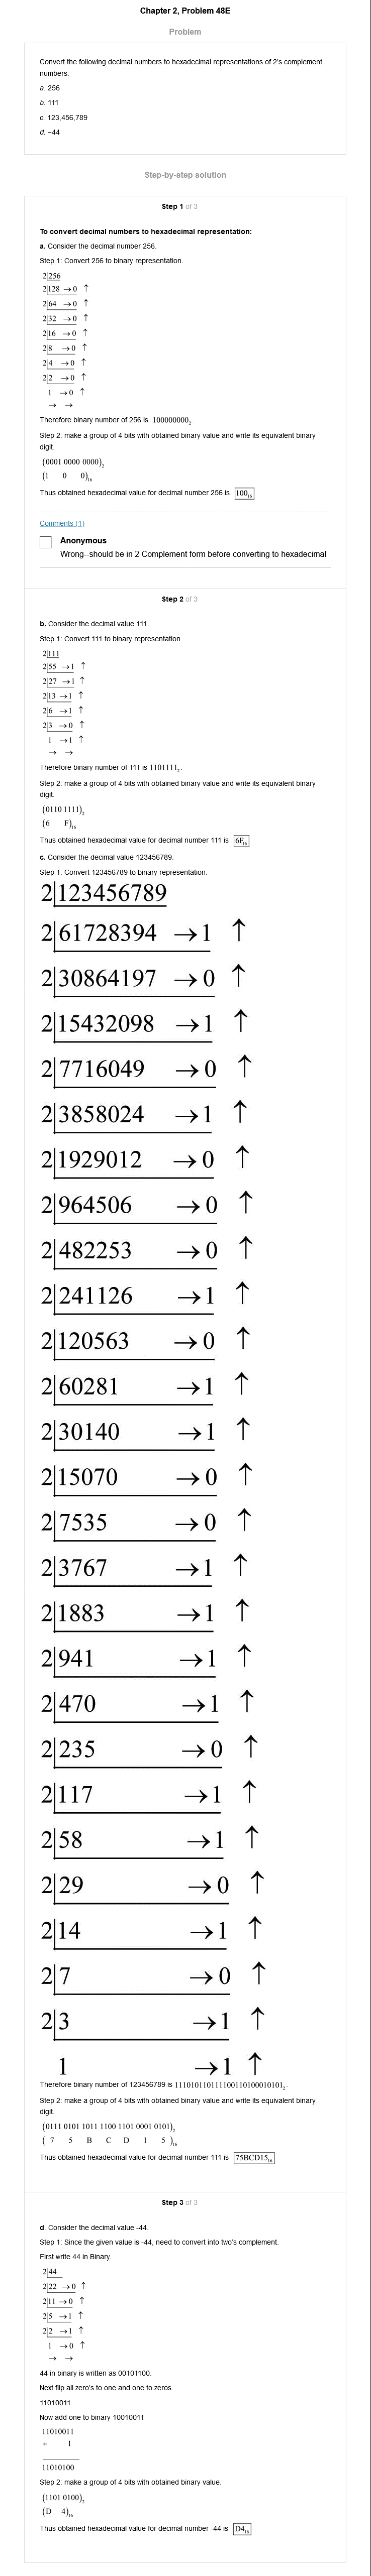 Chapter 2, Problem 48E
Problem
Convert the following decimal numbers to hexadecimal representations of 2's complement
numbers.
a. 256
b. 111
c. 123,456,789
d. −44
Step-by-step solution
Step 1 of 3
To convert decimal numbers to hexadecimal representation:
a. Consider the decimal number 256.
Step 1: Convert 256 to binary representation.
2|256
2|128 → 0 ↑
2|64 → 0 ↑
2|32 → 0 ↑
2|16 → 0 ↑
2|8 → 0 ↑
2|4 → 0 ↑
2|2 → 0 ↑
1 → 0 ↑
→ →
Therefore binary number of 256 is 100000000₂.
Step 2: make a group of 4 bits with obtained binary value and write its equivalent binary
digit.
(0001 0000 0000)₂
(1 0 0)₁₆
Thus obtained hexadecimal value for decimal number 256 is 100₁₆
Comments (1)
Anonymous
Wrong--should be in 2 Complement form before converting to hexadecimal
Step 2 of 3
b. Consider the decimal value 111.
Step 1: Convert 111 to binary representation
2|111
2|55 → 1 ↑
2|27 → 1 ↑
2|13 → 1 ↑
2|6 → 1 ↑
2|3 → 0 ↑
1 → 1 ↑
→ →
Therefore binary number of 111 is 1101111₂.
Step 2: make a group of 4 bits with obtained binary value and write its equivalent binary
digit.
(0110 1111)₂
(6 F)₁₆
Thus obtained hexadecimal value for decimal number 111 is 6F₁₆
c. Consider the decimal value 123456789.
Step 1: Convert 123456789 to binary representation.
2|123456789
2|61728394 → 1 ↑
2|30864197 → 0 ↑
2|15432098 → 1 ↑
2|7716049 → 0 ↑
2|3858024 → 1 ↑
2|1929012 → 0 ↑
2|964506 → 0 ↑
2|482253 → 0 ↑
2|241126 → 1 ↑
2|120563 → 0 ↑
2|60281 → 1 ↑
2|30140 → 1 ↑
2|15070 → 0 ↑
2|7535 → 0 ↑
2|3767 → 1 ↑
2|1883 → 1 ↑
2|941 → 1 ↑
2|470 → 1 ↑
2|235 → 0 ↑
2|117 → 1 ↑
2|58 → 1 ↑
2|29 → 0 ↑
2|14 → 1 ↑
2|7 → 0 ↑
2|3 → 1 ↑
1 → 1 ↑
Therefore binary number of 123456789 is 111010110111100110100010101₂.
Step 2: make a group of 4 bits with obtained binary value and write its equivalent binary
digit.
(0111 0101 1011 1100 1101 0001 0101)₂
( 7 5 B C D 1 5 )₁₆
Thus obtained hexadecimal value for decimal number 111 is 75BCD15₁₆
Step 3 of 3
d. Consider the decimal value -44.
Step 1: Since the given value is -44, need to convert into two's complement.
First write 44 in Binary.
2|44
2|22 → 0 ↑
2|11 → 0 ↑
2|5 → 1 ↑
2|2 → 1 ↑
1 → 0 ↑
→ →
44 in binary is written as 00101100.
Next flip all zero's to one and one to zeros.
11010011
Now add one to binary 10010011
11010011
+ 1
11010100
Step 2: make a group of 4 bits with obtained binary value.
(1101 0100)₂
(D 4)₁₆
Thus obtained hexadecimal value for decimal number -44 is D4₁₆